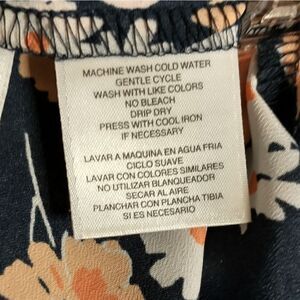 MACHINE WASH COLD WATER
GENTLE CYCLE
WASH WITH LIKE COLORS
NO BLEACH
DRIP DRY
PRESS WITH COOL IRON
IF NECESSARY
LAVAR A MAQUINA EN AGUA FRIA
CICLO SUAVE
LAVAR CON COLORES SIMILARES
NO UTILIZAR BLANQUEADOR
SECAR AL AIRE
PLANCHAR CON PLANCHA TIBIA
SI ES NECESARIO